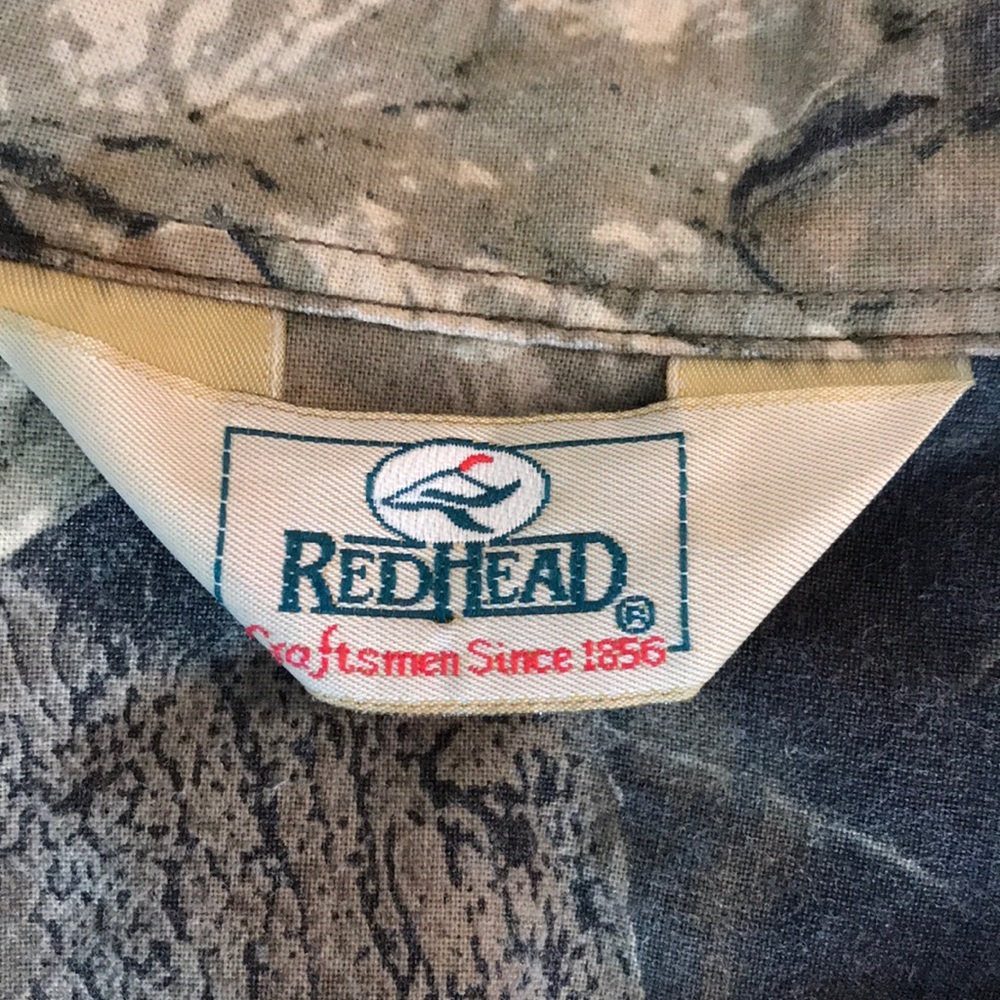 REDHEAD®
Craftsmen Since 1856